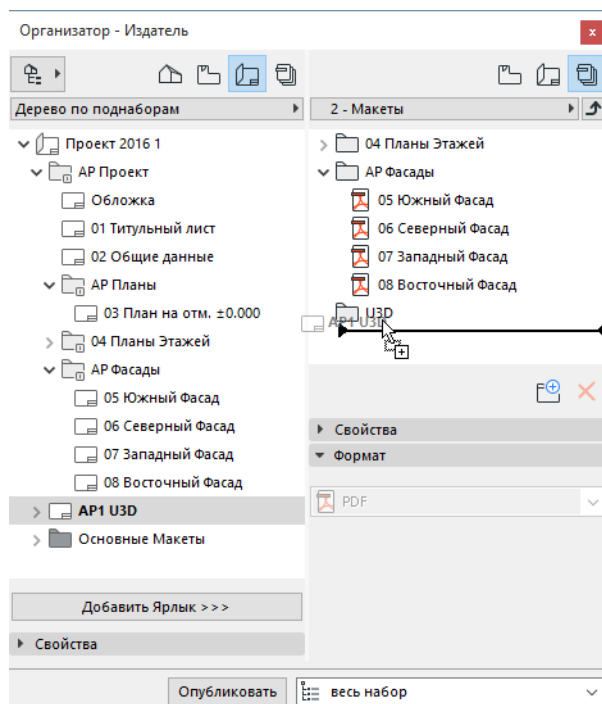 Организатор - Издатель
x
Дерево по поднаборам
2 - Макеты
Проект 2016 1
АР Проект
Обложка
01 Титульный лист
02 Общие данные
АР Планы
03 План на отм. ±0.000
04 Планы Этажей
АР Фасады
05 Южный Фасад
06 Северный Фасад
07 Западный Фасад
08 Восточный Фасад
АР1 U3D
Основные Макеты
Добавить Ярлык >>>
Свойства
04 Планы Этажей
АР Фасады
05 Южный Фасад
06 Северный Фасад
07 Западный Фасад
08 Восточный Фасад
U3D
АР1 U3D
Свойства
Формат
PDF
Опубликовать
весь набор